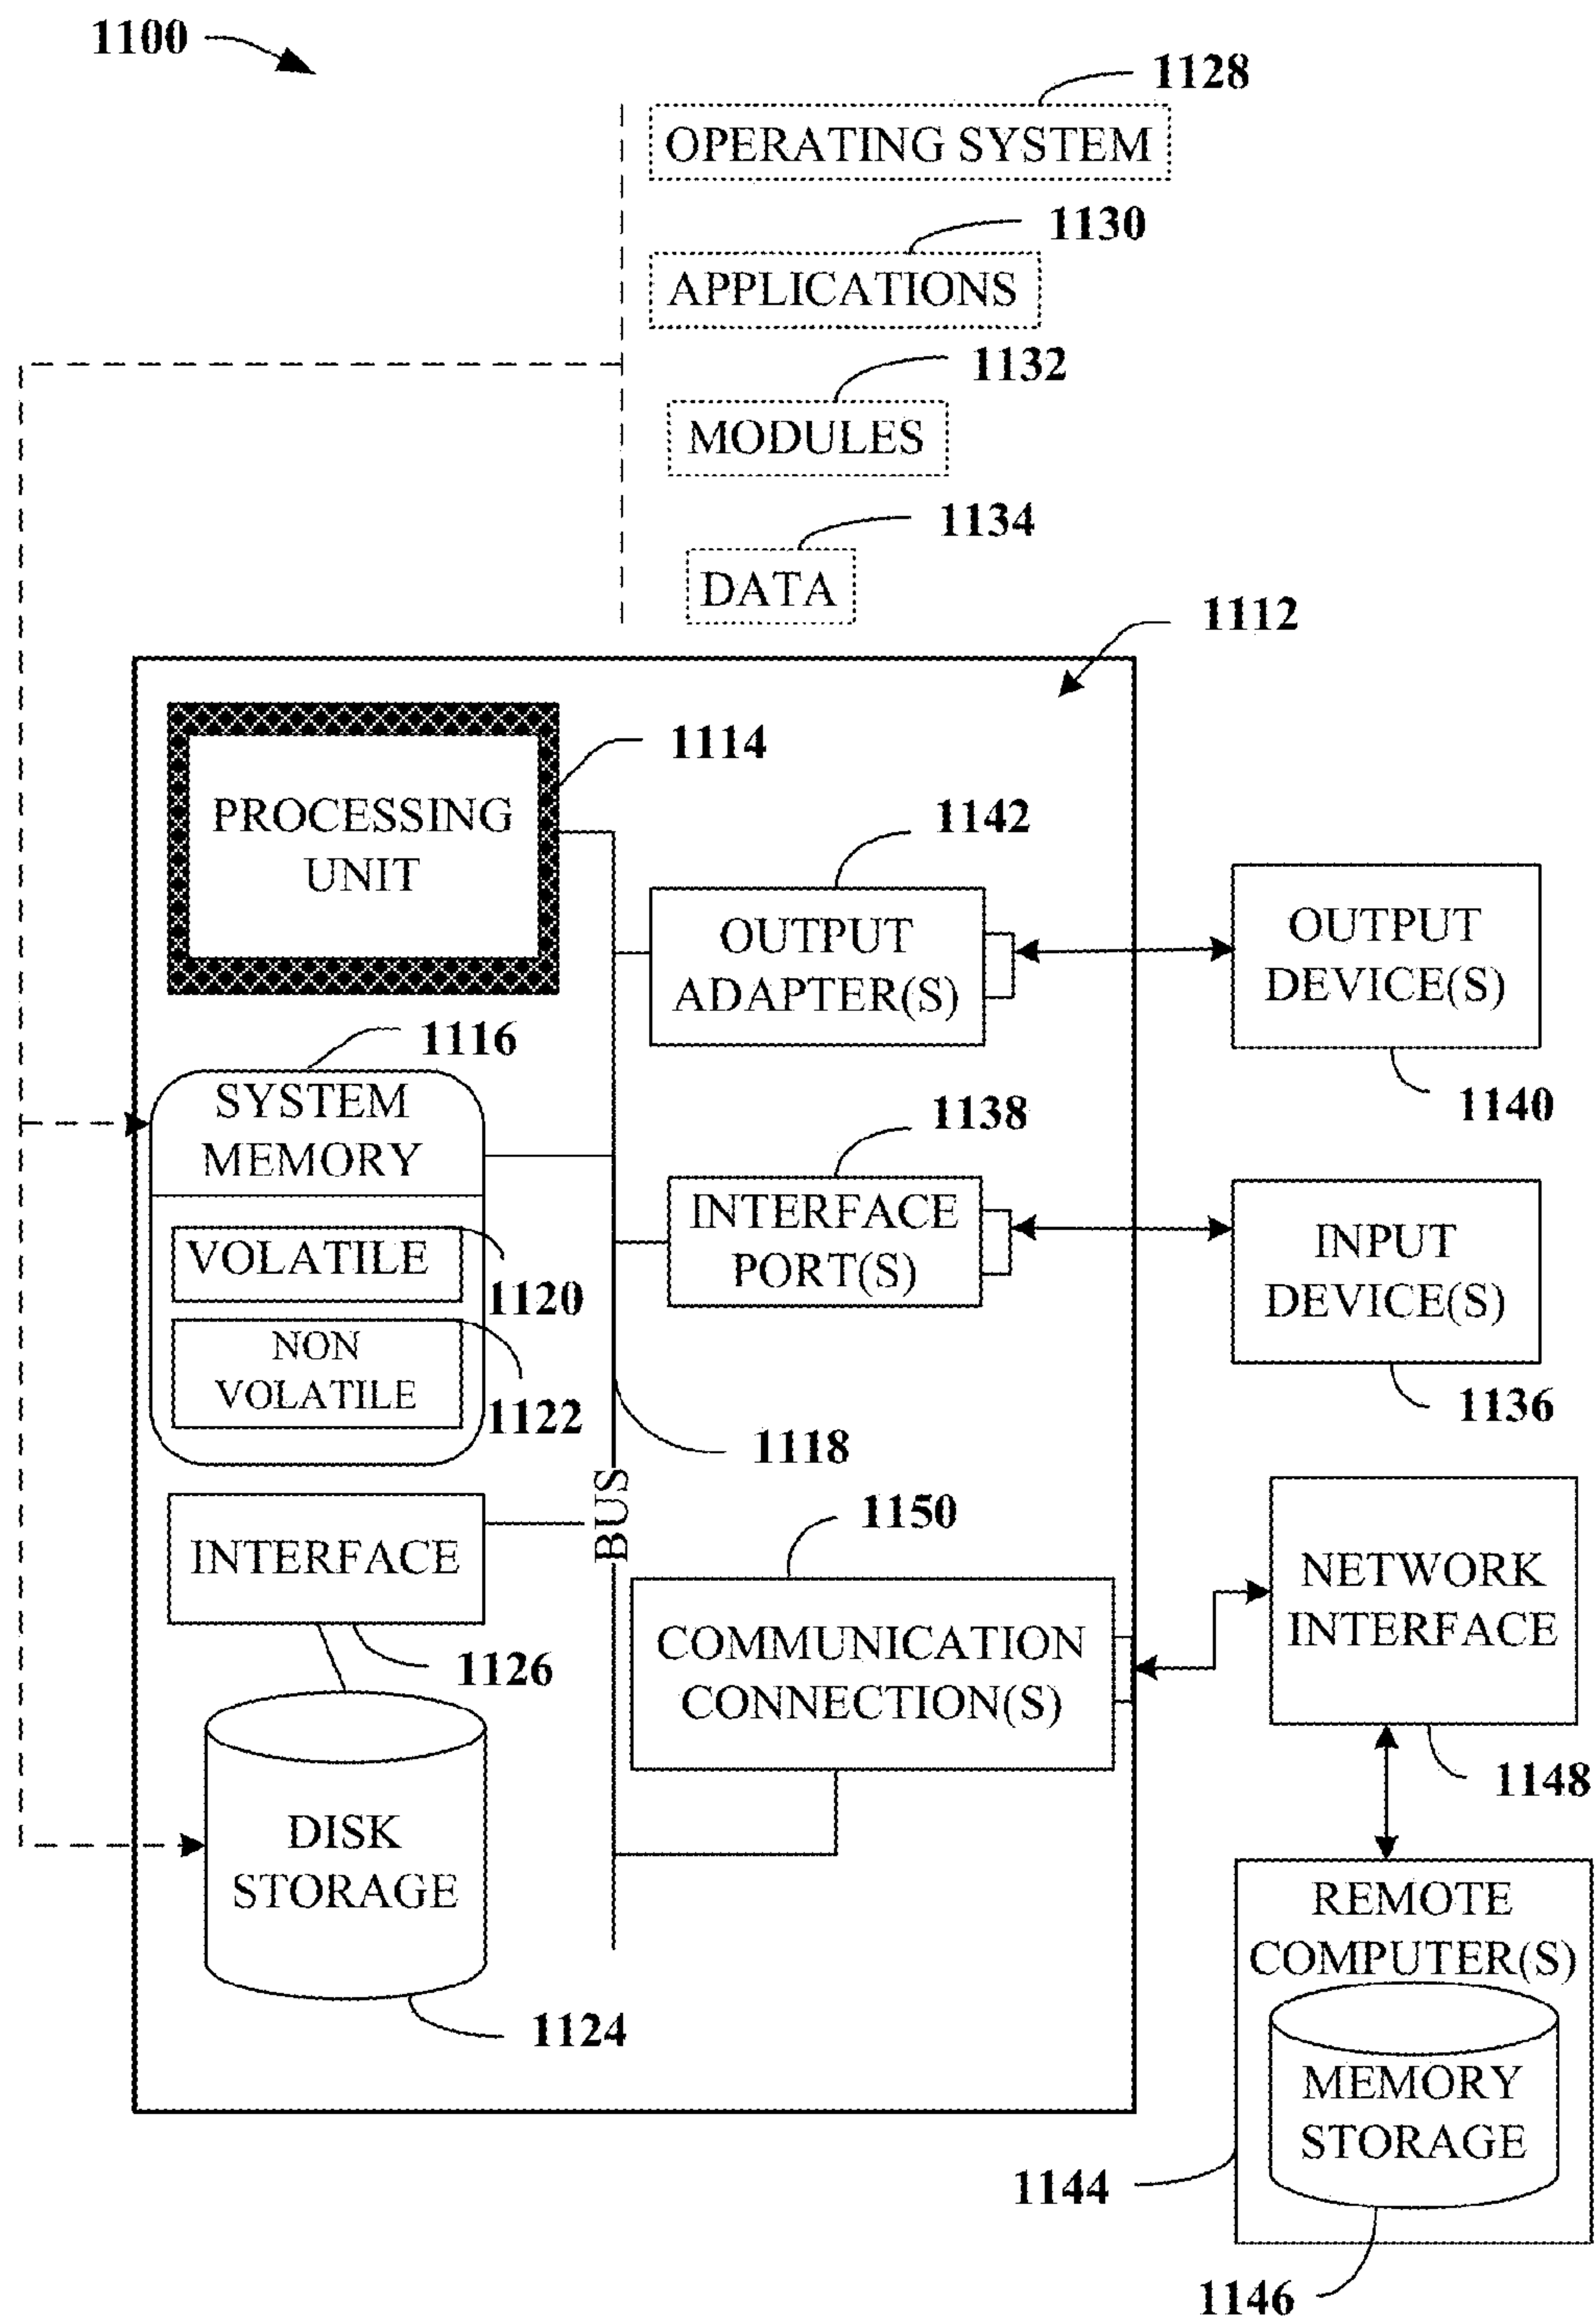 1100
1128
OPERATING SYSTEM
1130
APPLICATIONS
1132
MODULES
1134
DATA
1112
PROCESSING
UNIT
1114
1142
OUTPUT
ADAPTER(S)
OUTPUT
DEVICE(S)
1140
1116
SYSTEM
MEMORY
VOLATILE
1120
NON
VOLATILE
1122
1138
INTERFACE
PORT(S)
INPUT
DEVICE(S)
1136
1118
BUS
INTERFACE
1126
1150
COMMUNICATION
CONNECTION(S)
NETWORK
INTERFACE
1148
DISK
STORAGE
1124
REMOTE
COMPUTER(S)
MEMORY
STORAGE
1144
1146